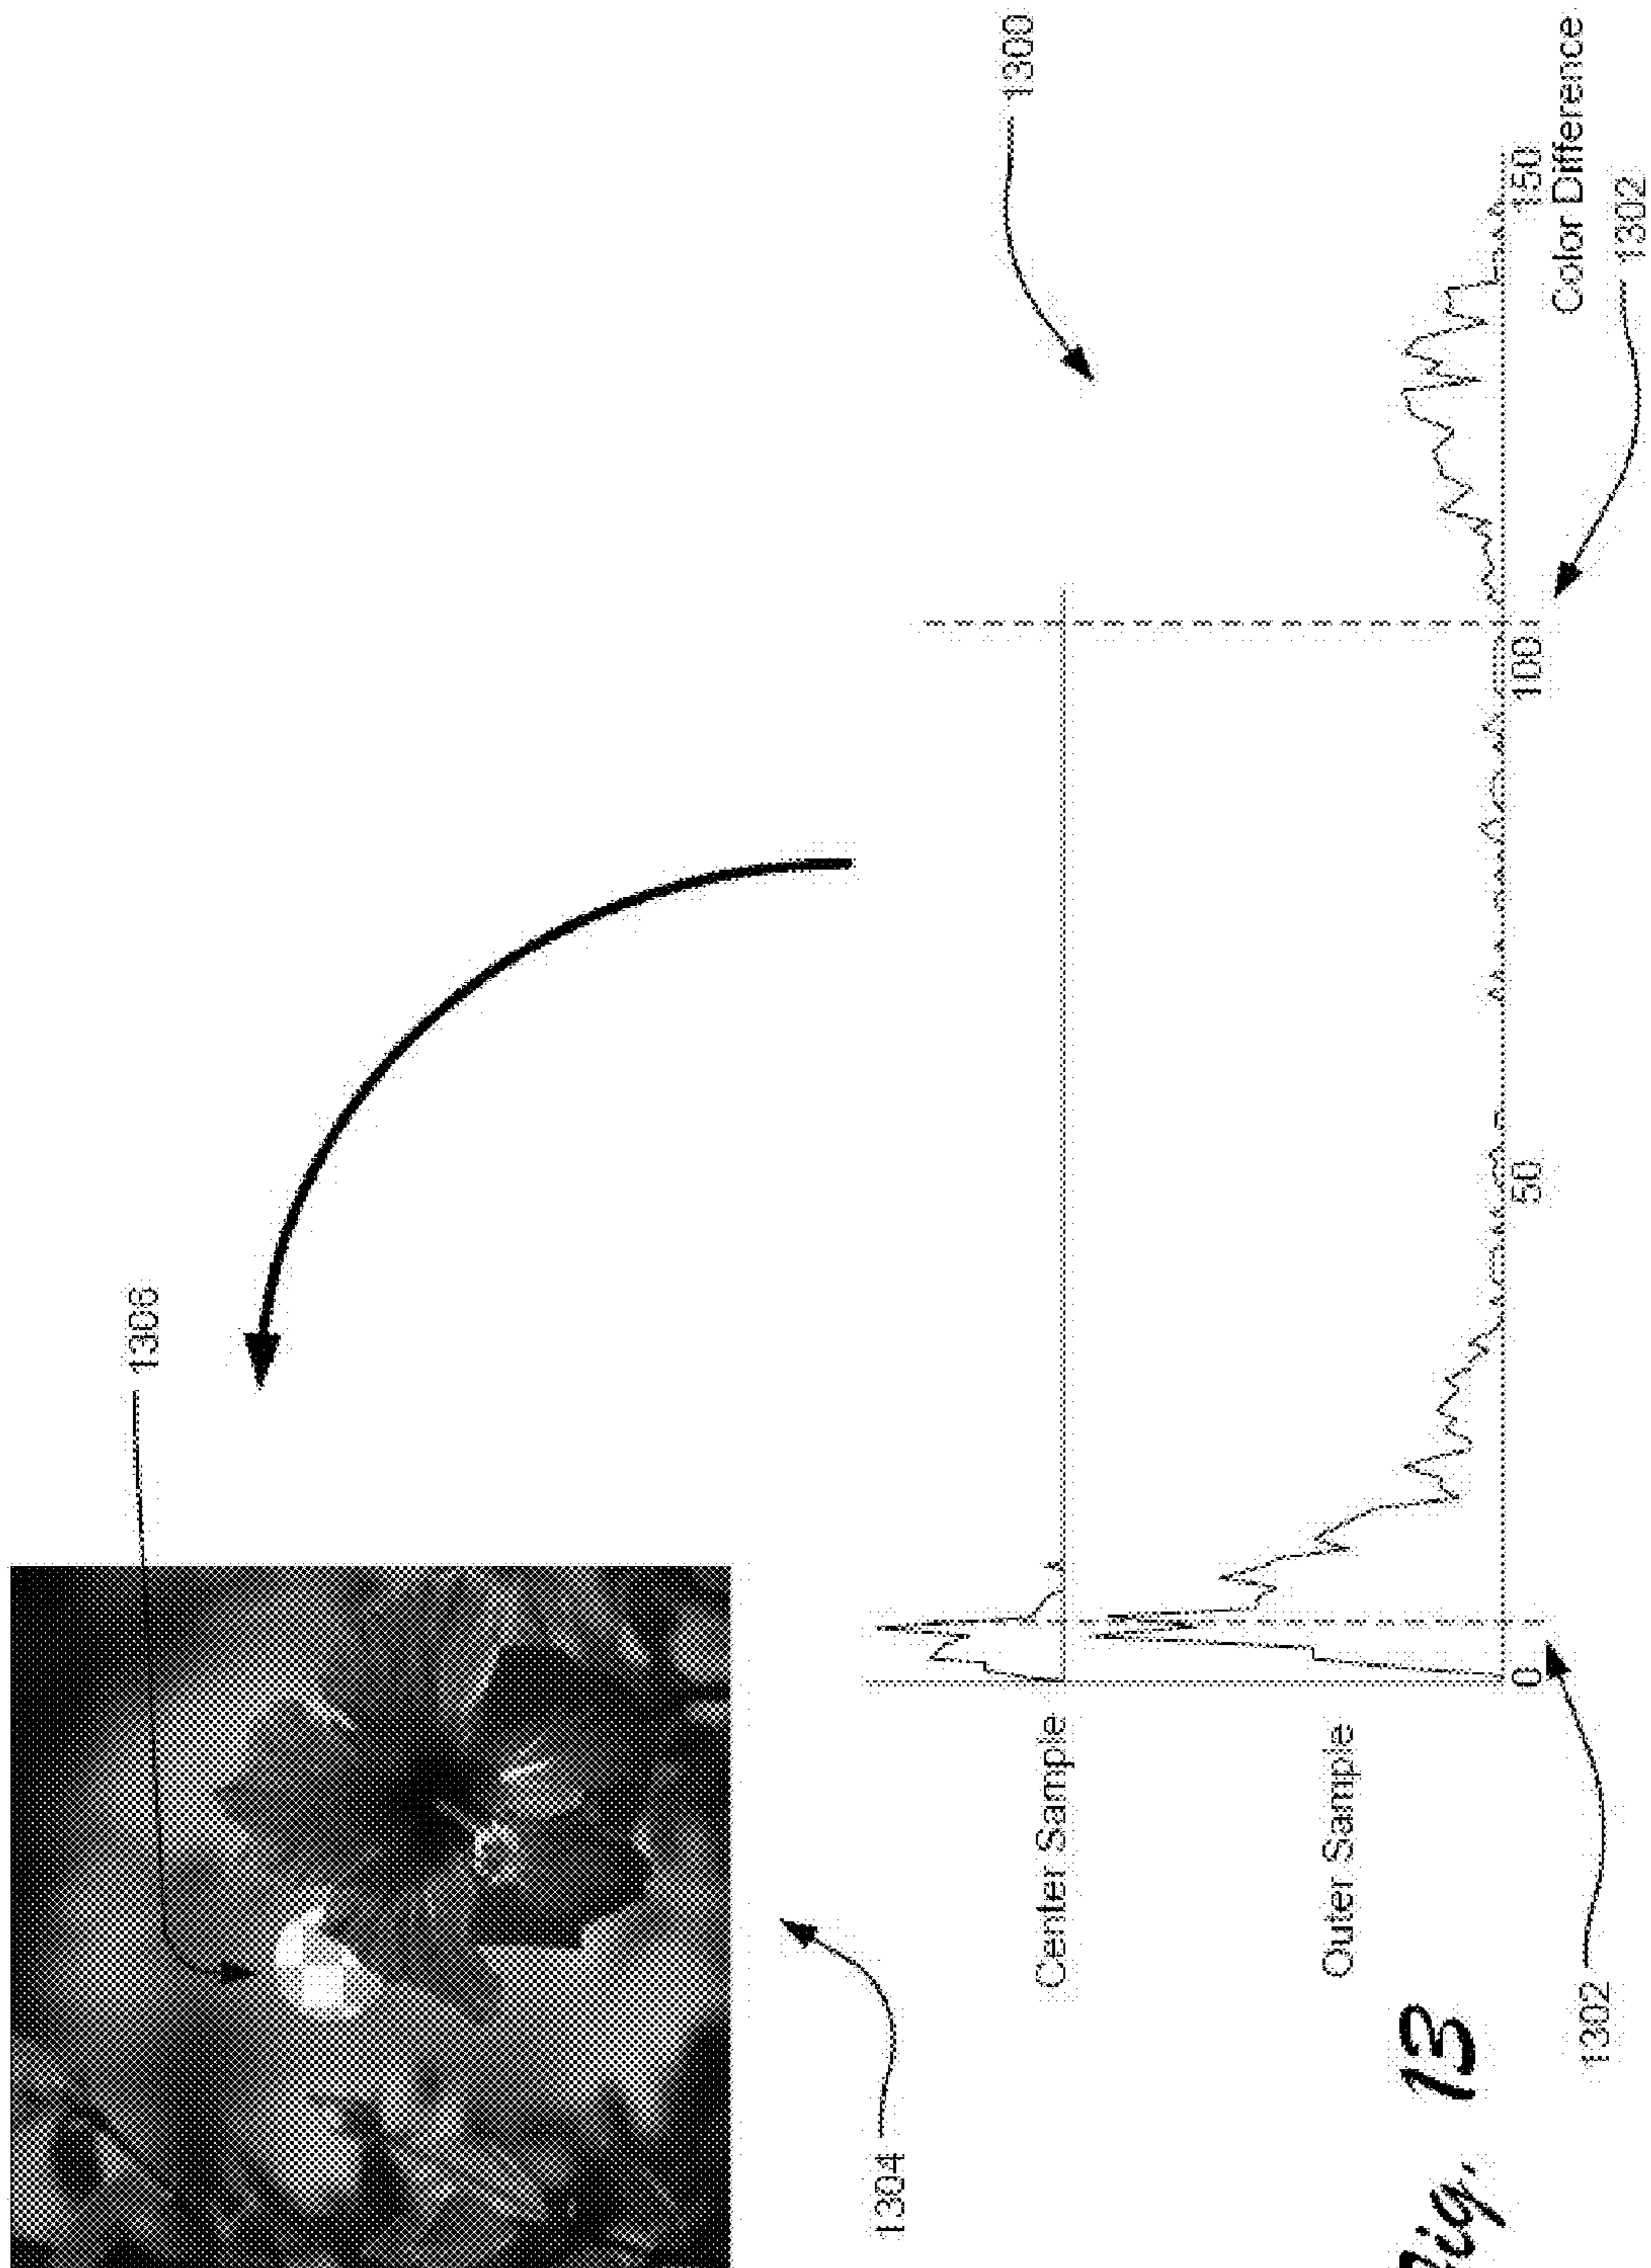 1306
1304
1300
Center Sample
Outer Sample
0
50
100
150
Color Difference
1302
1302
Fig. 13